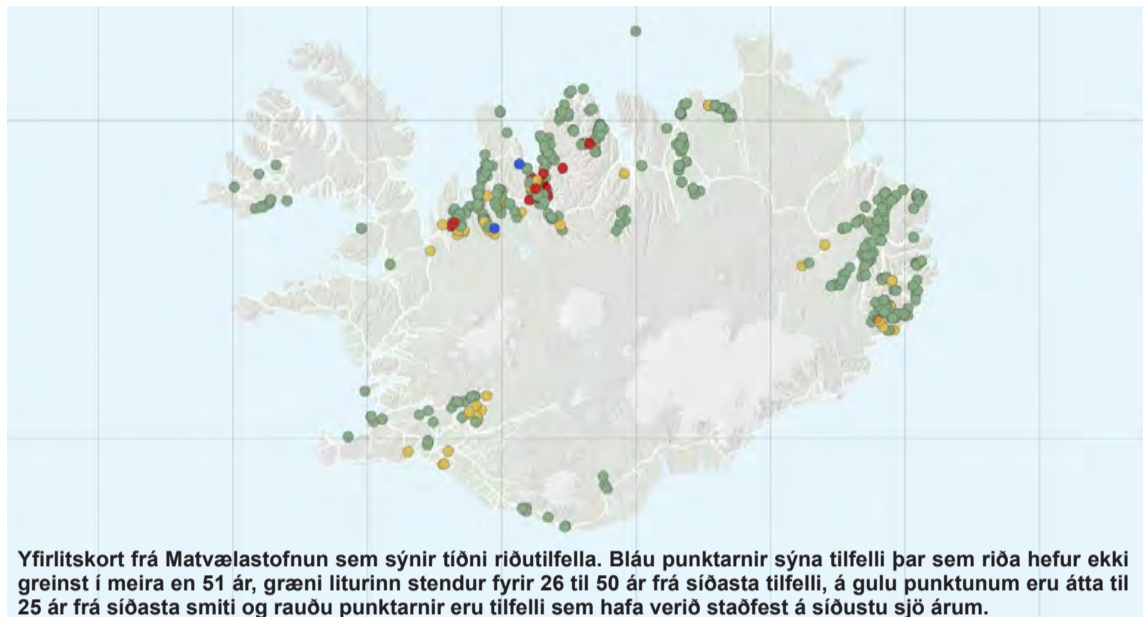 Yfirlitskort frá Matvælastofnun sem sýnir tíðni riðutilfella. Bláu punktarnir sýna tilfelli þar sem riða hefur ekki
greinst í meira en 51 ár, græni liturinn stendur fyrir 26 til 50 ár frá síðasta tilfelli, á gulu punktunum eru átta til
25 ár frá síðasta smiti og rauðu punktarnir eru tilfelli sem hafa verið staðfest á síðustu sjö árum.